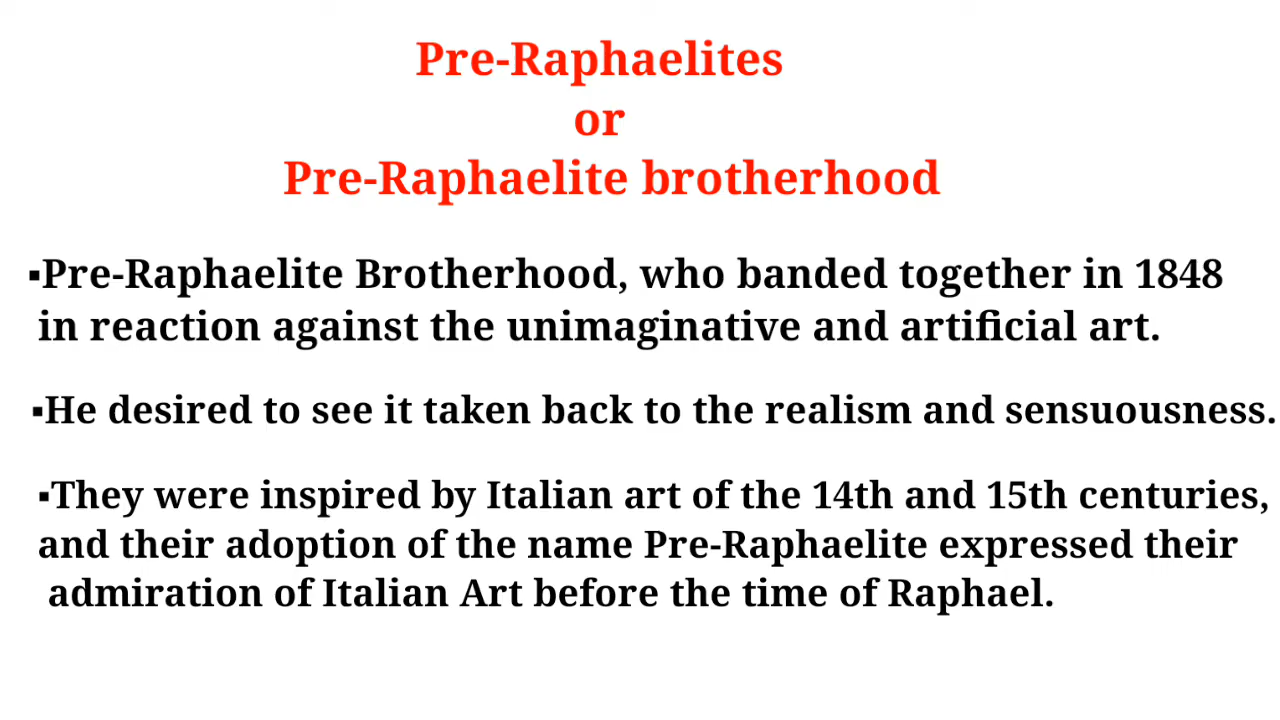 Pre-Raphaelites
or
Pre-Raphaelite brotherhood
▪Pre-Raphaelite Brotherhood, who banded together in 1848
in reaction against the unimaginative and artificial art.
▪He desired to see it taken back to the realism and sensuousness.
▪They were inspired by Italian art of the 14th and 15th centuries,
and their adoption of the name Pre-Raphaelite expressed their
admiration of Italian Art before the time of Raphael.